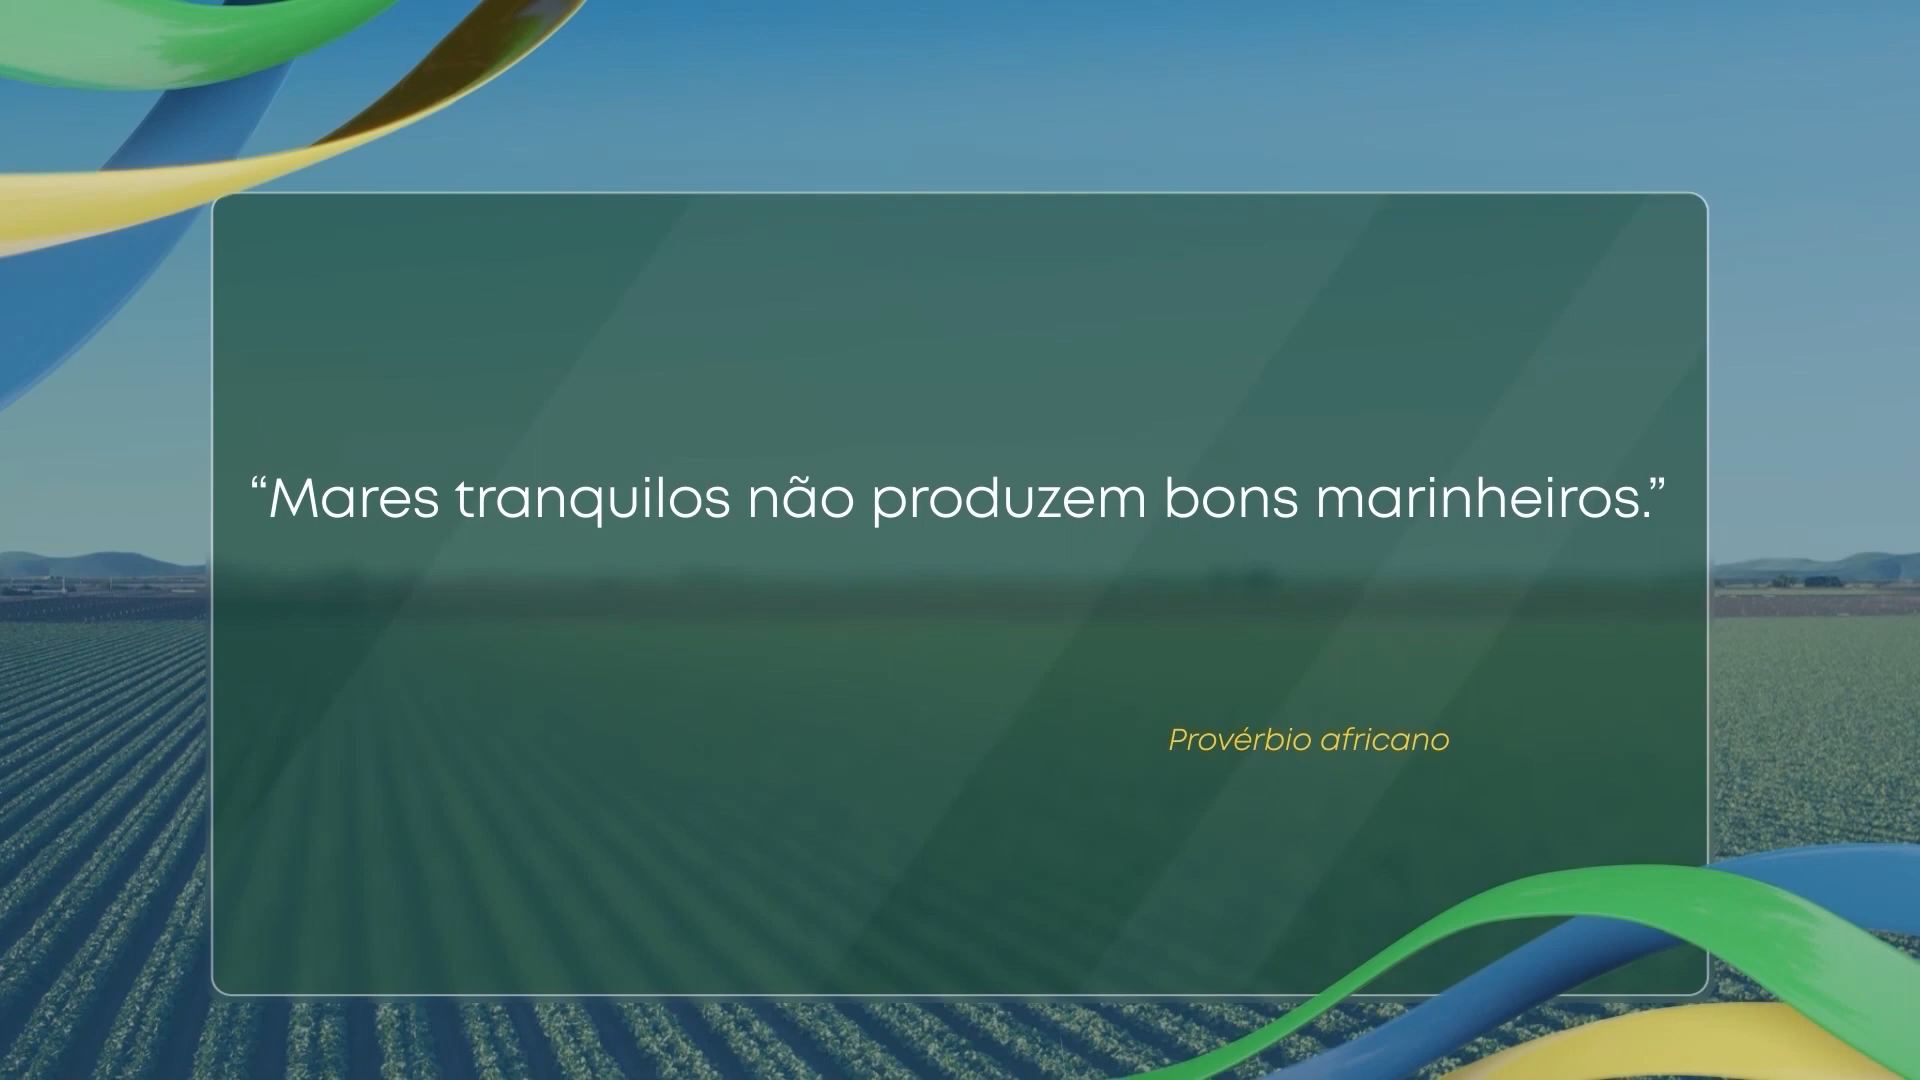 “Mares tranquilos não produzem bons marinheiros.”
Provérbio africano